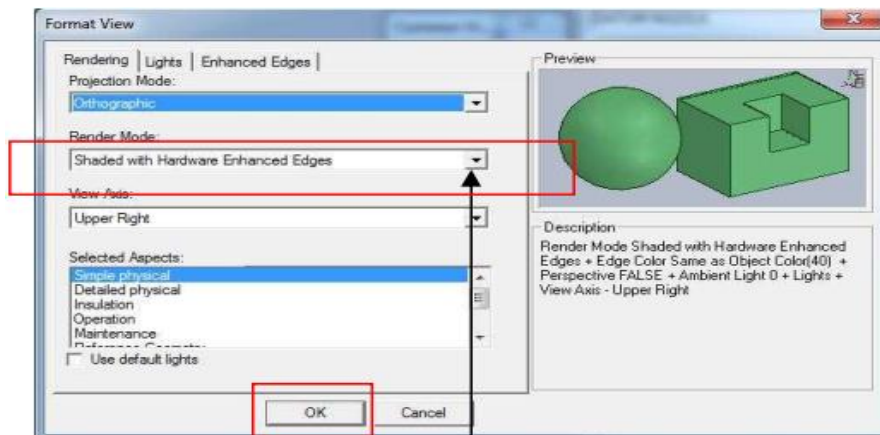 Format View
Rendering
Lights
Enhanced Edges
Projection Mode:
Orthographic
Render Mode:
Shaded with Hardware Enhanced Edges
View Axis:
Upper Right
Selected Aspects:
Simple physical
Detailed physical
Insulation
Operation
Maintenance
Use default lights
OK
Cancel
Preview
Description
Render Mode Shaded with Hardware Enhanced
Edges + Edge Color Same as Object Color(40) +
Perspective FALSE + Ambient Light 0 + Lights +
View Axis - Upper Right